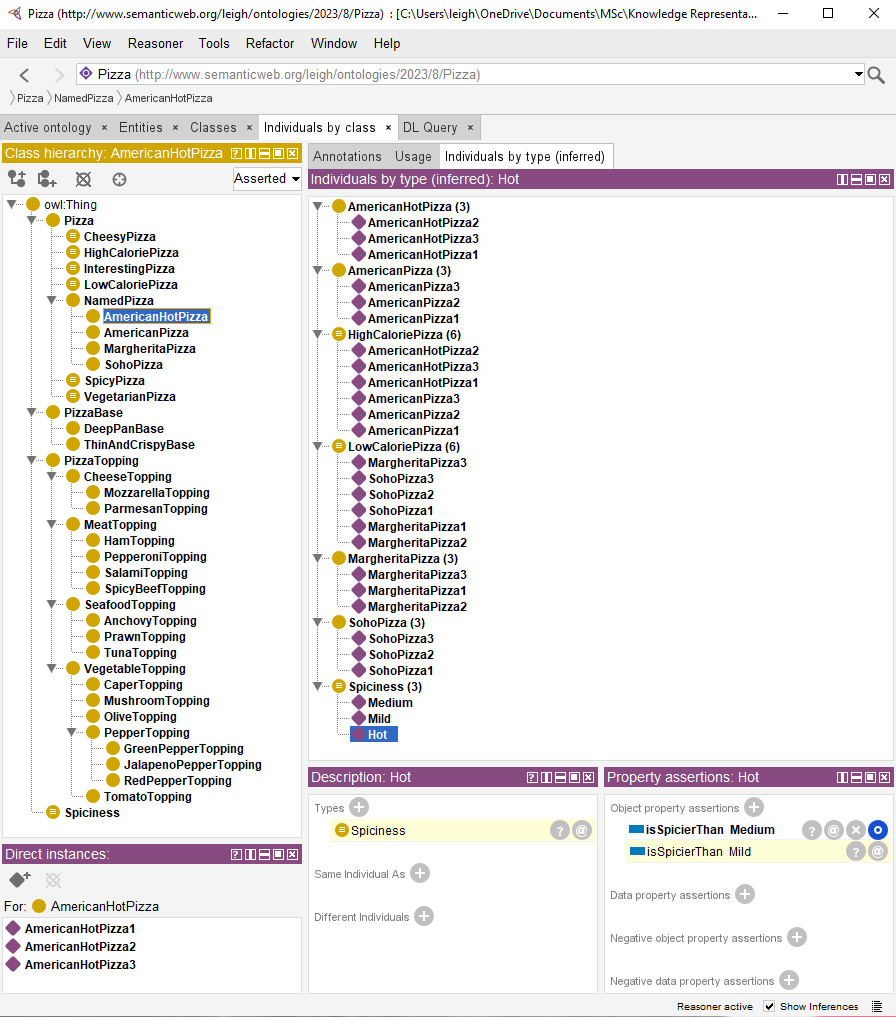 Pizza (http://www.semanticweb.org/leigh/ontologies/2023/8/Pizza) : [C:\Users\leigh\OneDrive\Documents\MSc\Knowledge Representa...
File Edit View Reasoner Tools Refactor Window Help
Pizza (http://www.semanticweb.org/leigh/ontologies/2023/8/Pizza)
Pizza NamedPizza AmericanHotPizza
Active ontology × Entities × Classes × Individuals by class × DL Query ×
Class hierarchy: AmericanHotPizza
Asserted
owl:Thing
Pizza
CheesyPizza
HighCaloriePizza
InterestingPizza
LowCaloriePizza
NamedPizza
AmericanHotPizza
AmericanPizza
MargheritaPizza
SohoPizza
SpicyPizza
VegetarianPizza
PizzaBase
DeepPanBase
ThinAndCrispyBase
PizzaTopping
CheeseTopping
MozzarellaTopping
ParmesanTopping
MeatTopping
HamTopping
PepperoniTopping
SalamiTopping
SpicyBeefTopping
SeafoodTopping
AnchovyTopping
PrawnTopping
TunaTopping
VegetableTopping
CaperTopping
MushroomTopping
OliveTopping
PepperTopping
GreenPepperTopping
JalapenoPepperTopping
RedPepperTopping
TomatoTopping
Spiciness
Direct instances:
For: AmericanHotPizza
AmericanHotPizza1
AmericanHotPizza2
AmericanHotPizza3
Annotations Usage Individuals by type (inferred)
Individuals by type (inferred): Hot
AmericanHotPizza (3)
AmericanHotPizza2
AmericanHotPizza3
AmericanHotPizza1
AmericanPizza (3)
AmericanPizza3
AmericanPizza2
AmericanPizza1
HighCaloriePizza (6)
AmericanHotPizza2
AmericanHotPizza3
AmericanHotPizza1
AmericanPizza3
AmericanPizza2
AmericanPizza1
LowCaloriePizza (6)
MargheritaPizza3
SohoPizza3
SohoPizza2
SohoPizza1
MargheritaPizza1
MargheritaPizza2
MargheritaPizza (3)
MargheritaPizza3
MargheritaPizza1
MargheritaPizza2
SohoPizza (3)
SohoPizza3
SohoPizza2
SohoPizza1
Spiciness (3)
Medium
Mild
Hot
Description: Hot
Types
Spiciness
Same Individual As
Different Individuals
Property assertions: Hot
Object property assertions
isSpicierThan Medium
isSpicierThan Mild
Data property assertions
Negative object property assertions
Negative data property assertions
Reasoner active Show Inferences